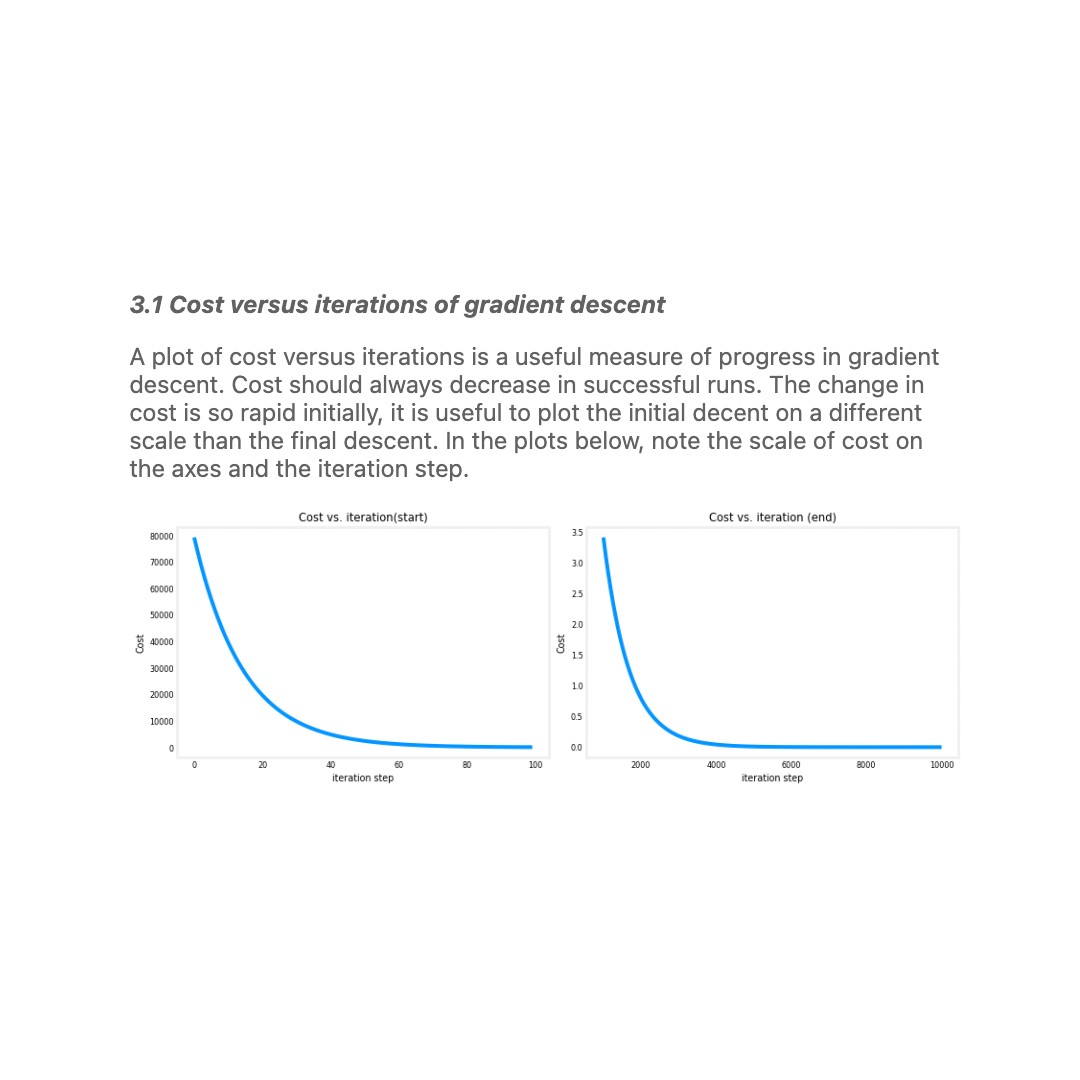 3.1 Cost versus iterations of gradient descent
A plot of cost versus iterations is a useful measure of progress in gradient
descent. Cost should always decrease in successful runs. The change in
cost is so rapid initially, it is useful to plot the initial decent on a different
scale than the final descent. In the plots below, note the scale of cost on
the axes and the iteration step.
Cost vs. iteration(start)
80000
70000
60000
50000
40000
30000
20000
10000
0
Cost
0 20 40 60 80 100
iteration step
Cost vs. iteration (end)
3.5
3.0
2.5
2.0
1.5
1.0
0.5
0.0
Cost
2000 4000 6000 8000 10000
iteration step